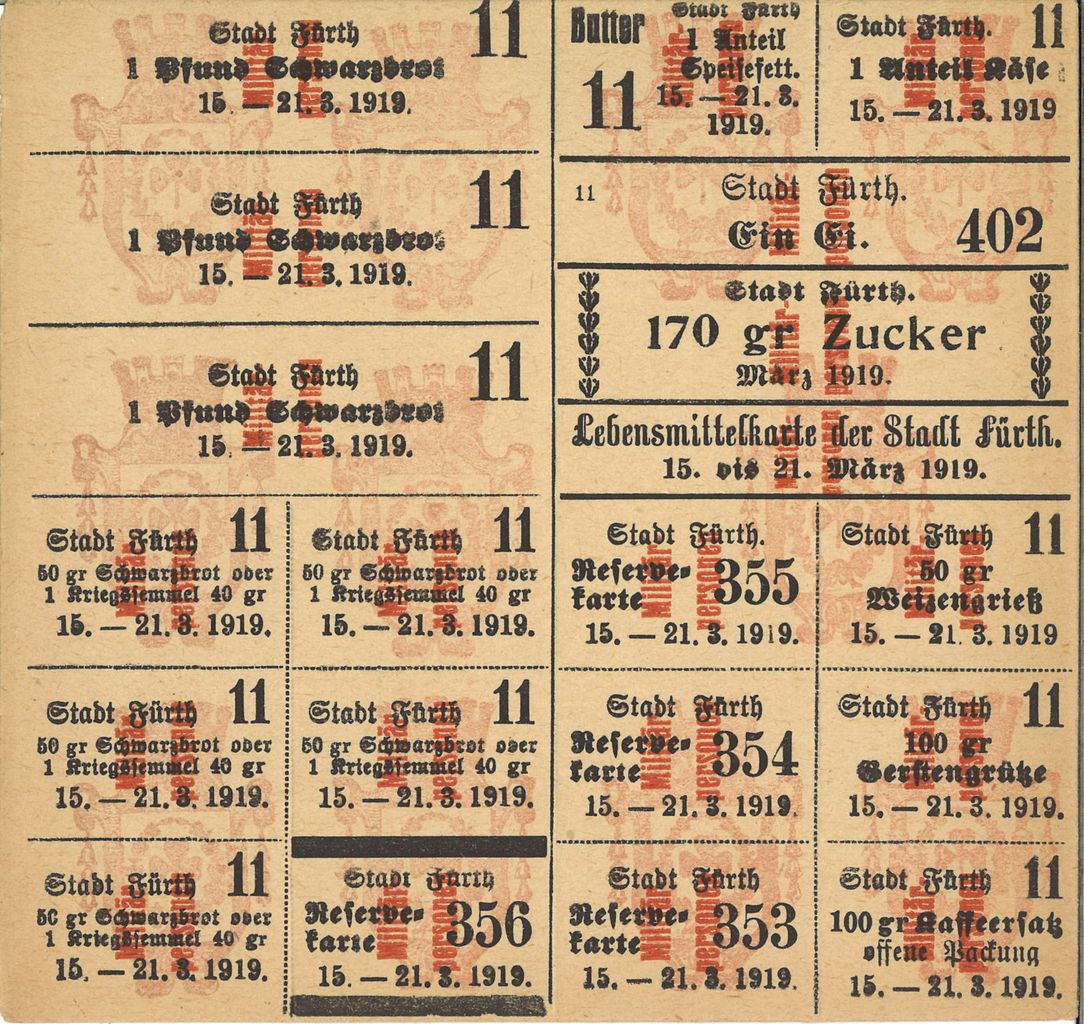 11
Stadt Fürth
1 Pfund Schwarzbrot
15. — 21. 3. 1919.
11
Stadt Fürth
1 Pfund Schwarzbrot
15. — 21. 3. 1919.
11
Stadt Fürth
1 Pfund Schwarzbrot
15. — 21. 3. 1919.
Stadt Fürth 11
50 gr Schwarzbrot oder
1 Kriegssemmel 40 gr
15. — 21. 3. 1919.
Stadt Fürth 11
50 gr Schwarzbrot oder
1 Kriegssemmel 40 gr
15. — 21. 3. 1919.
Stadt Fürth 11
50 gr Schwarzbrot oder
1 Kriegssemmel 40 gr
15. — 21. 3. 1919.
Stadt Fürth 11
50 gr Schwarzbrot oder
1 Kriegssemmel 40 gr
15. — 21. 3. 1919.
Stadt Fürth 11
50 gr Schwarzbrot oder
1 Kriegssemmel 40 gr
15. — 21. 3. 1919.
Stadt Fürth
Reserve-
karte 356
15. — 21. 3. 1919.
Butter
11
Stadt Fürth
1 Anteil
Speisefett.
15. — 21. 3.
1919.
Stadt Fürth. 11
1 Anteil Käse
15. — 21. 3. 1919
11 Stadt Fürth.
Ein Ei. 402
Stadt Fürth.
170 gr Zucker
März 1919.
Lebensmittelkarte der Stadt Fürth.
15. bis 21. März 1919.
Stadt Fürth.
Reserve-
karte 355
15. — 21. 3. 1919.
Stadt Fürth 11
50 gr
Weizengrieß
15. — 21. 3. 1919
Stadt Fürth
Reserve-
karte 354
15. — 21. 3. 1919.
Stadt Fürth 11
100 gr
Gerstengrütze
15. — 21. 3. 1919.
Stadt Fürth
Reserve-
karte 353
15. — 21. 3. 1919.
Stadt Fürth 11
100 gr Kaffeersatz
offene Packung
15. — 21. 3. 1919.
Militär-
personen